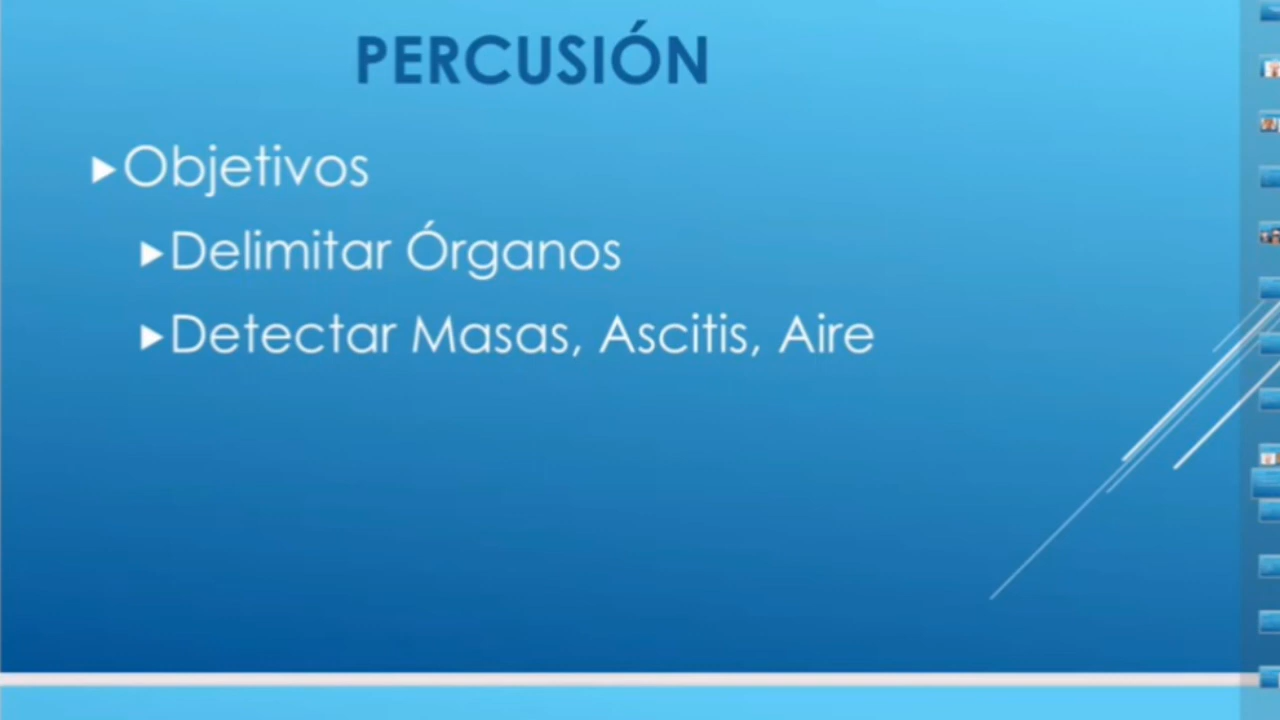 PERCUSIÓN
Objetivos
Delimitar Órganos
Detectar Masas, Ascitis, Aire